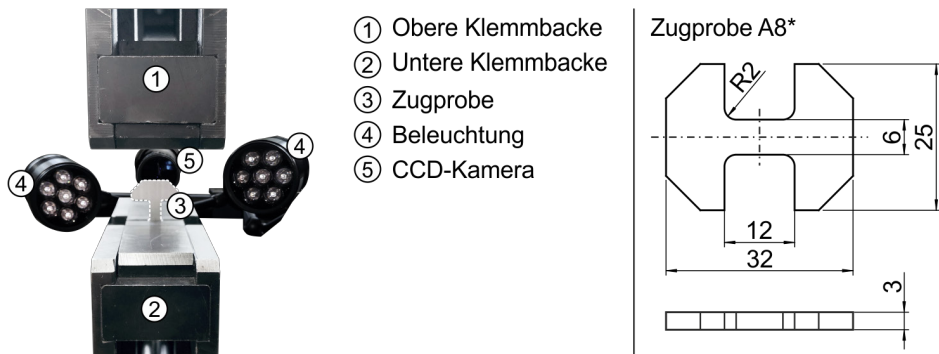 ① Obere Klemmbacke
② Untere Klemmbacke
③ Zugprobe
④ Beleuchtung
⑤ CCD-Kamera
①
⑤
④
④
③
②
Zugprobe A8*
R2
6
25
12
32
3